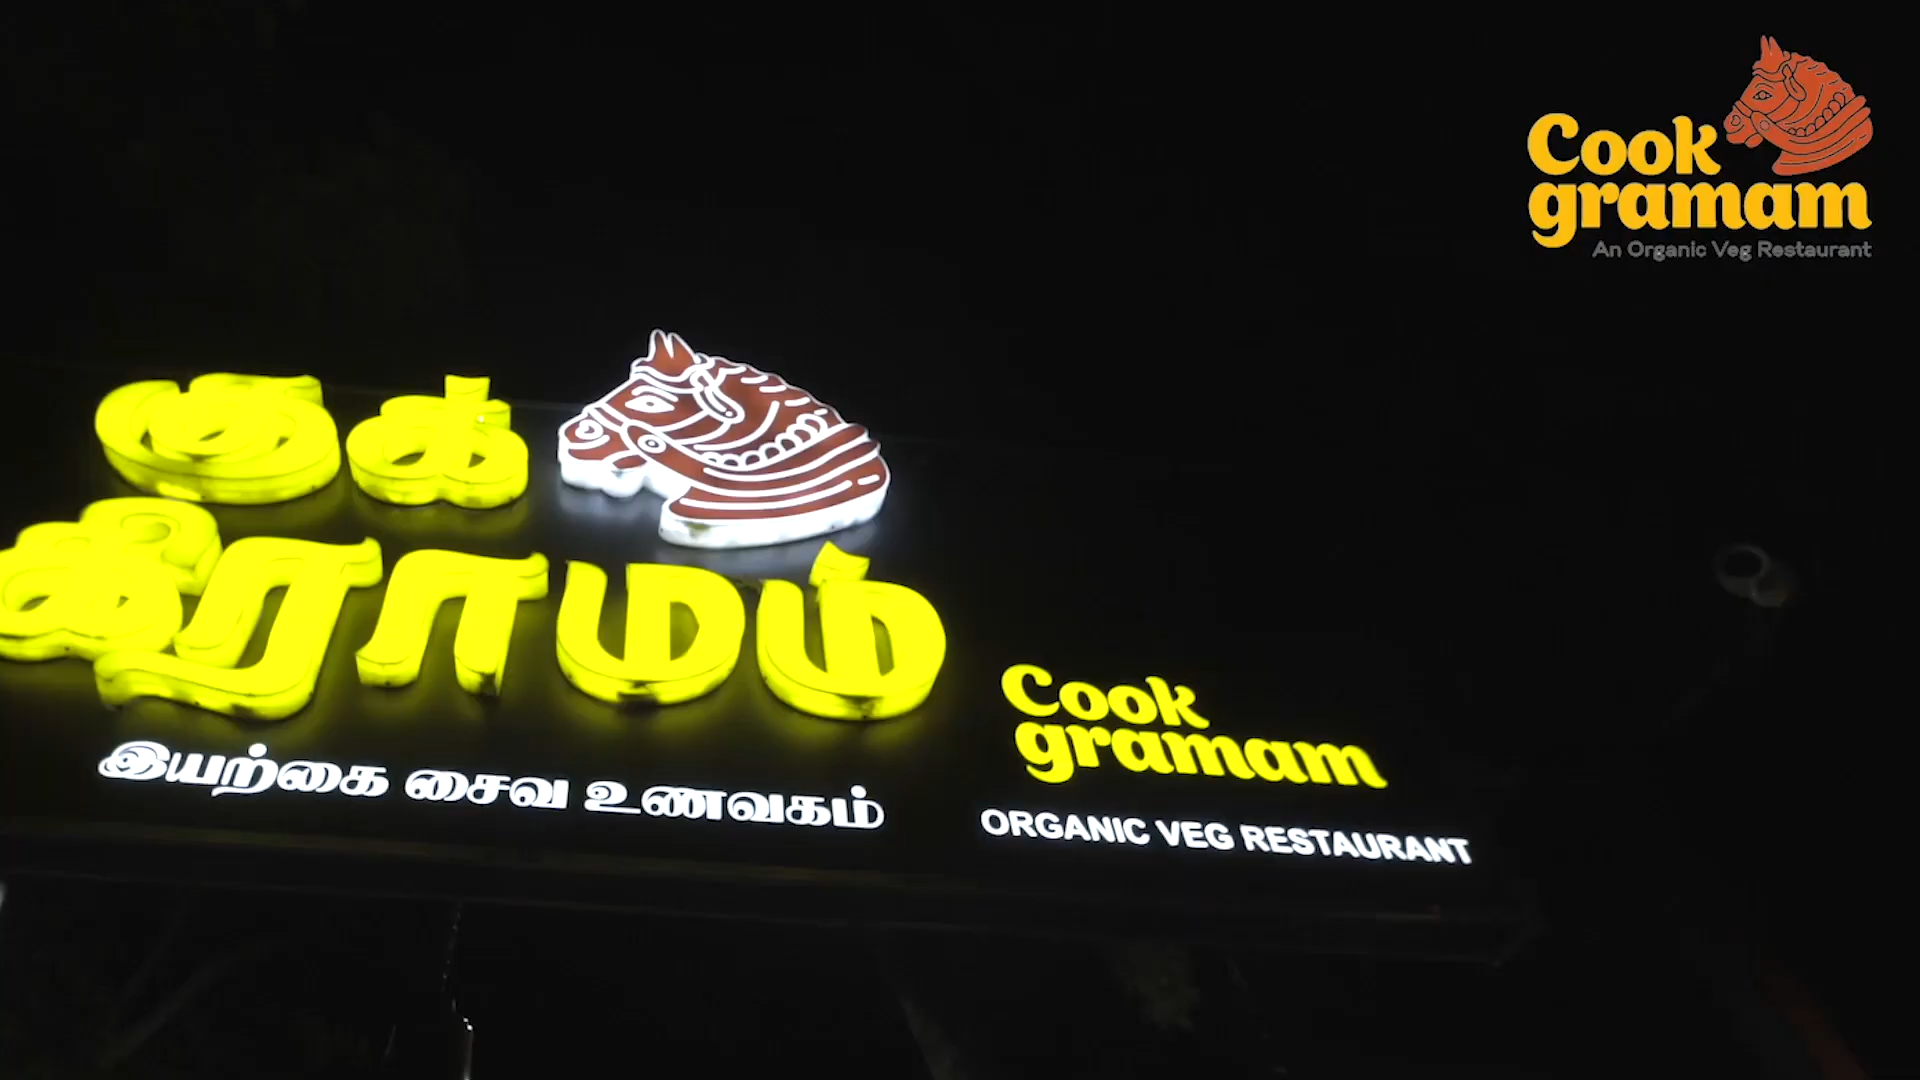 Cook
gramam
An Organic Veg Restaurant
குக்
கிராமம்
இயற்கை சைவ உணவகம்
Cook
gramam
ORGANIC VEG RESTAURANT